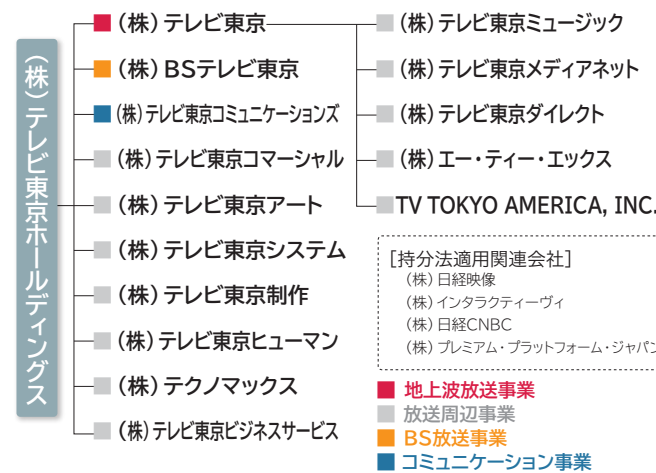 (株)テレビ東京ホールディングス
(株)テレビ東京
(株)BSテレビ東京
(株)テレビ東京コミュニケーションズ
(株)テレビ東京コマーシャル
(株)テレビ東京アート
(株)テレビ東京システム
(株)テレビ東京制作
(株)テレビ東京ヒューマン
(株)テクノマックス
(株)テレビ東京ビジネスサービス
(株)テレビ東京ミュージック
(株)テレビ東京メディアネット
(株)テレビ東京ダイレクト
(株)エー・ティー・エックス
TV TOKYO AMERICA, INC.
[持分法適用関連会社]
(株)日経映像
(株)インタラクティーヴィ
(株)日経CNBC
(株)プレミアム・プラットフォーム・ジャパン
地上波放送事業
放送周辺事業
BS放送事業
コミュニケーション事業